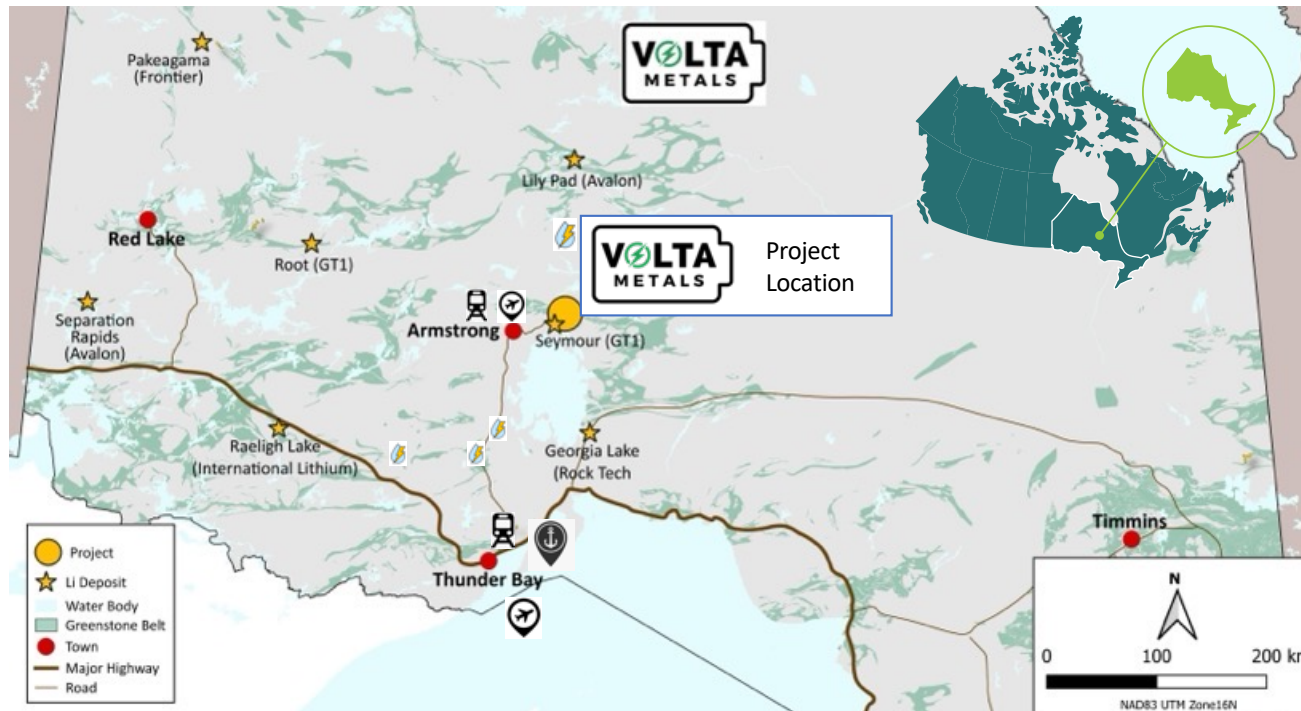 Pakeagama
(Frontier)
VOLTA
METALS
Lily Pad (Avalon)
Red Lake
Root (GT1)
VOLTA
METALS
Project
Location
Separation
Rapids
(Avalon)
Armstrong
Seymour (GT1)
Raeligh Lake
(International Lithium)
Georgia Lake
(Rock Tech
Timmins
Thunder Bay
Project
Li Deposit
Water Body
Greenstone Belt
Town
Major Highway
Road
N
0 100 200 km
NAD83 UTM Zone16N